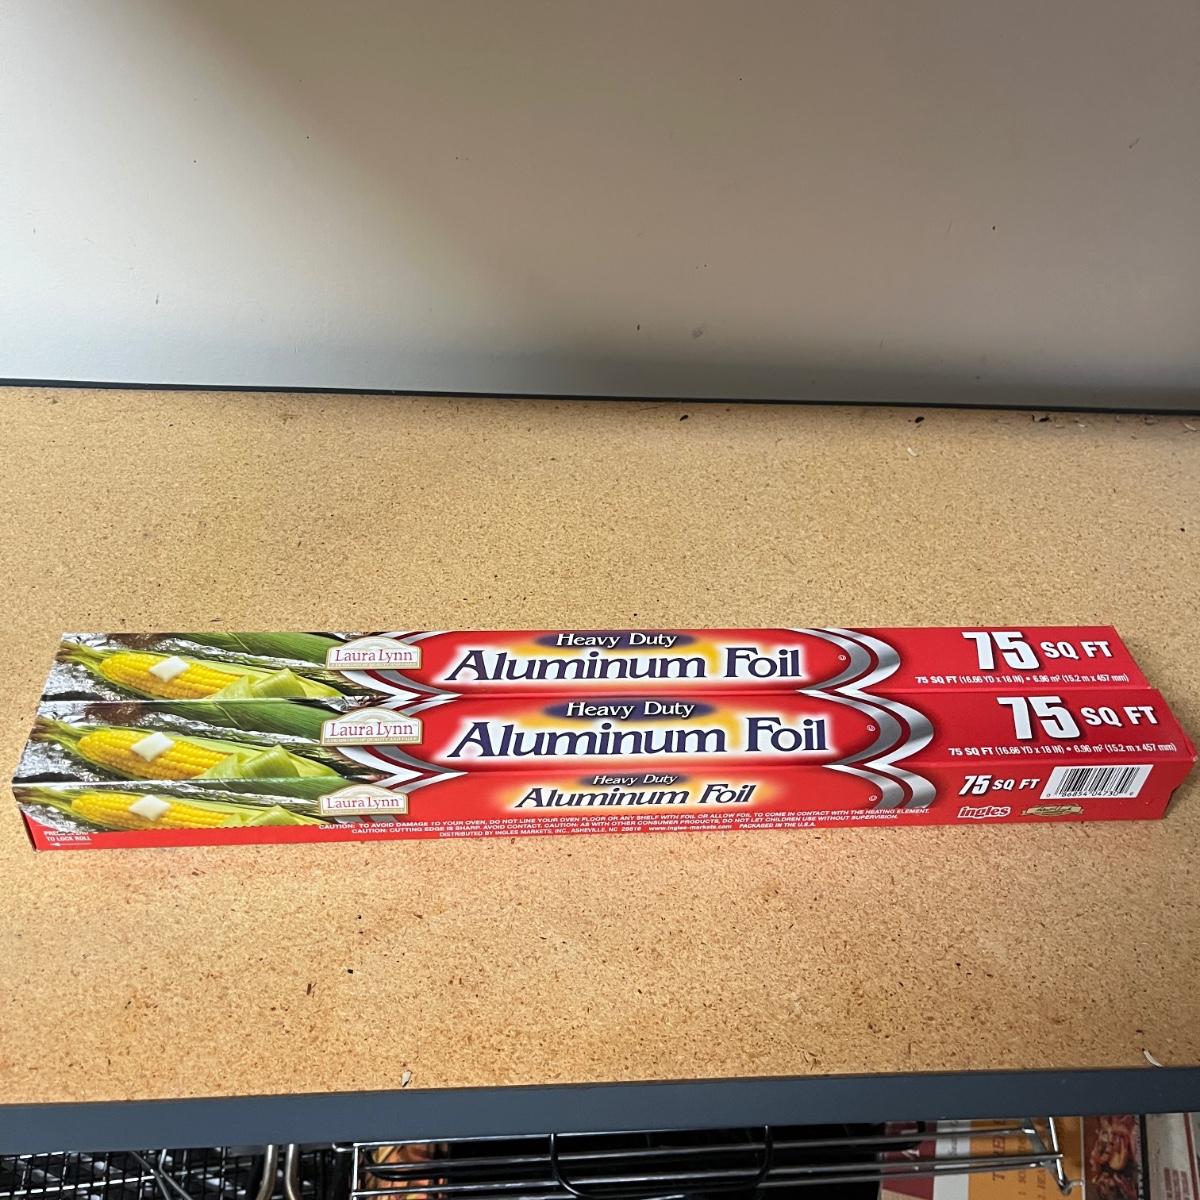 Heavy Duty
LauraLynn
Aluminum Foil
75 SQ FT
75 SQ FT (16.66 YD x 18 IN) • 6.96 m² (15.2 m x 457 mm)
Heavy Duty
LauraLynn
Aluminum Foil
75 SQ FT
75 SQ FT (16.66 YD x 18 IN) • 6.96 m² (15.2 m x 457 mm)
Heavy Duty
LauraLynn
Aluminum Foil
75 SQ FT
Ingles
TO LOCK ROLL
CAUTION: TO AVOID DAMAGE TO YOUR OVEN, DO NOT LINE YOUR OVEN FLOOR OR ANY SHELF WITH FOIL OR ALLOW FOIL TO COME IN CONTACT WITH THE HEATING ELEMENT.
CAUTION: CUTTING EDGE IS SHARP. AVOID CONTACT. CAUTION: AS WITH OTHER CONSUMER PRODUCTS, DO NOT LET CHILDREN USE WITHOUT SUPERVISION.
DISTRIBUTED BY INGLES MARKETS, INC. ASHEVILLE, NC 28816 www.ingles-markets.com PACKAGED IN THE U.S.A.